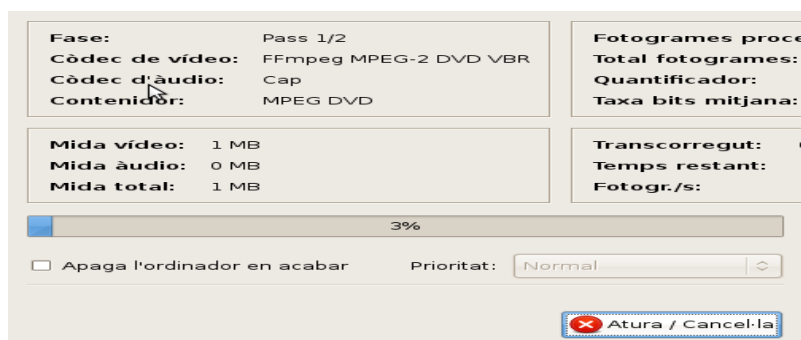 Fase: Pass 1/2
Còdec de vídeo: FFmpeg MPEG-2 DVD VBR
Còdec d'àudio: Cap
Contenidor: MPEG DVD
Fotogrames proce
Total fotogrames:
Quantificador:
Taxa bits mitjana:
Mida vídeo: 1 MB
Mida àudio: 0 MB
Mida total: 1 MB
Transcorregut:
Temps restant:
Fotogr./s:
3%
Apaga l'ordinador en acabar Prioritat: Normal
Atura / Cancel·la